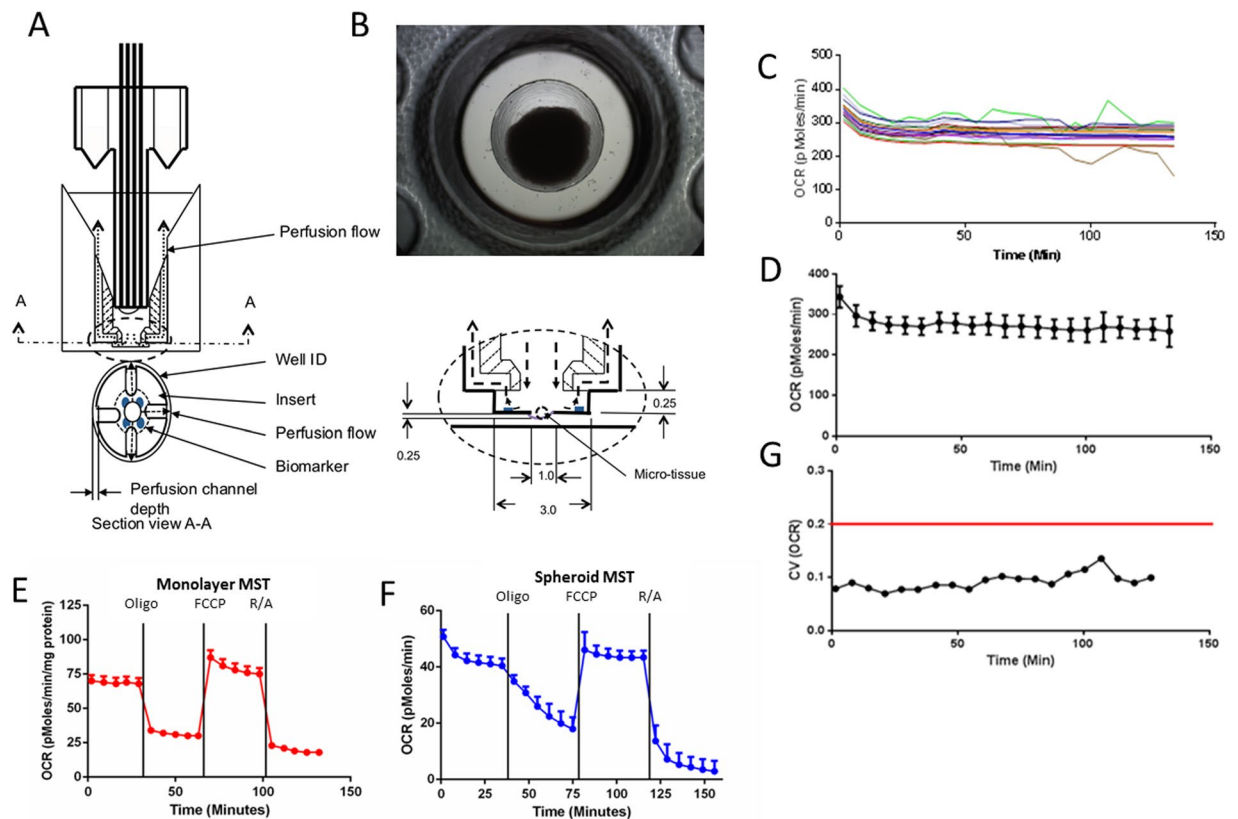 A
B
C
D
E
F
G
A
A
Perfusion flow
Well ID
Insert
Perfusion flow
Biomarker
Perfusion channel
depth
Section view A-A
0.25
0.25
1.0
3.0
Micro-tissue
500
400
300
200
100
0
OCR (pMoles/min)
0
50
100
150
Time (Min)
400
300
200
100
0
OCR (pMoles/min)
0
50
100
150
Time (Min)
0.3
0.2
0.1
0.0
CV (OCR)
0
50
100
150
Time (Min)
Monolayer MST
Oligo
FCCP
R/A
125
100
75
50
25
0
OCR (pMoles/min/mg protein)
0
50
100
150
Time (Minutes)
Spheroid MST
Oligo
FCCP
R/A
60
40
20
0
OCR (pMoles/min)
0
25
50
75
100
125
150
Time (Minutes)